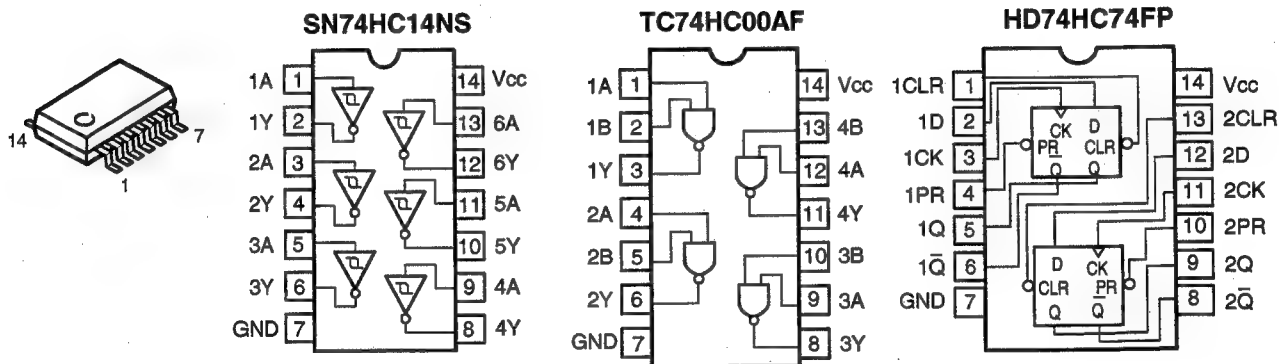 SN74HC14NS
TC74HC00AF
HD74HC74FP
14
7
1
1A 1
1Y 2
2A 3
2Y 4
3A 5
3Y 6
GND 7
14 Vcc
13 6A
12 6Y
11 5A
10 5Y
9 4A
8 4Y
1A 1
1B 2
1Y 3
2A 4
2B 5
2Y 6
GND 7
14 Vcc
13 4B
12 4A
11 4Y
10 3B
9 3A
8 3Y
1CLR 1
1D 2
1CK 3
1PR 4
1Q 5
1Q̅ 6
GND 7
CK D
PR CLR
Q̅ Q
D CK
CLR PR
Q Q̅
14 Vcc
13 2CLR
12 2D
11 2CK
10 2PR
9 2Q
8 2Q̅